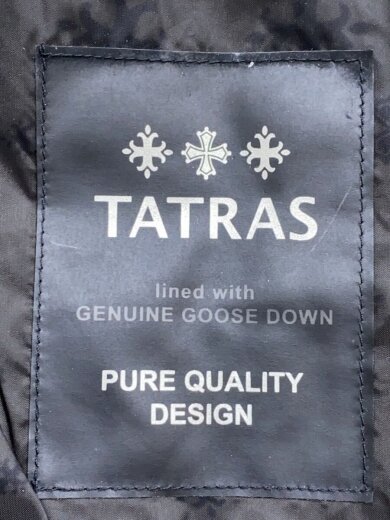 TATRAS
lined with
GENUINE GOOSE DOWN
PURE QUALITY
DESIGN